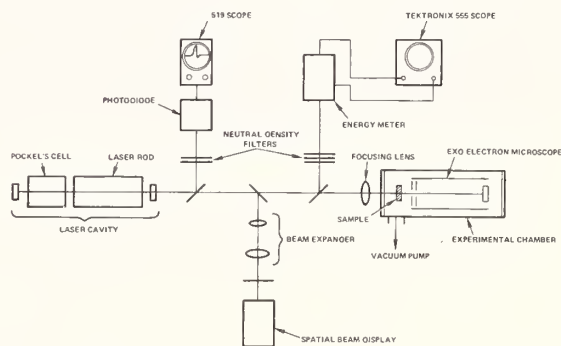 519 SCOPE
TEKTRONIX 555 SCOPE
PHOTODIODE
ENERGY METER
NEUTRAL DENSITY
FILTERS
FOCUSING LENS
EXO ELECTRON MICROSCOPE
POCKEL'S CELL
LASER ROD
LASER CAVITY
SAMPLE
EXPERIMENTAL CHAMBER
BEAM EXPANDER
VACUUM PUMP
SPATIAL BEAM DISPLAY